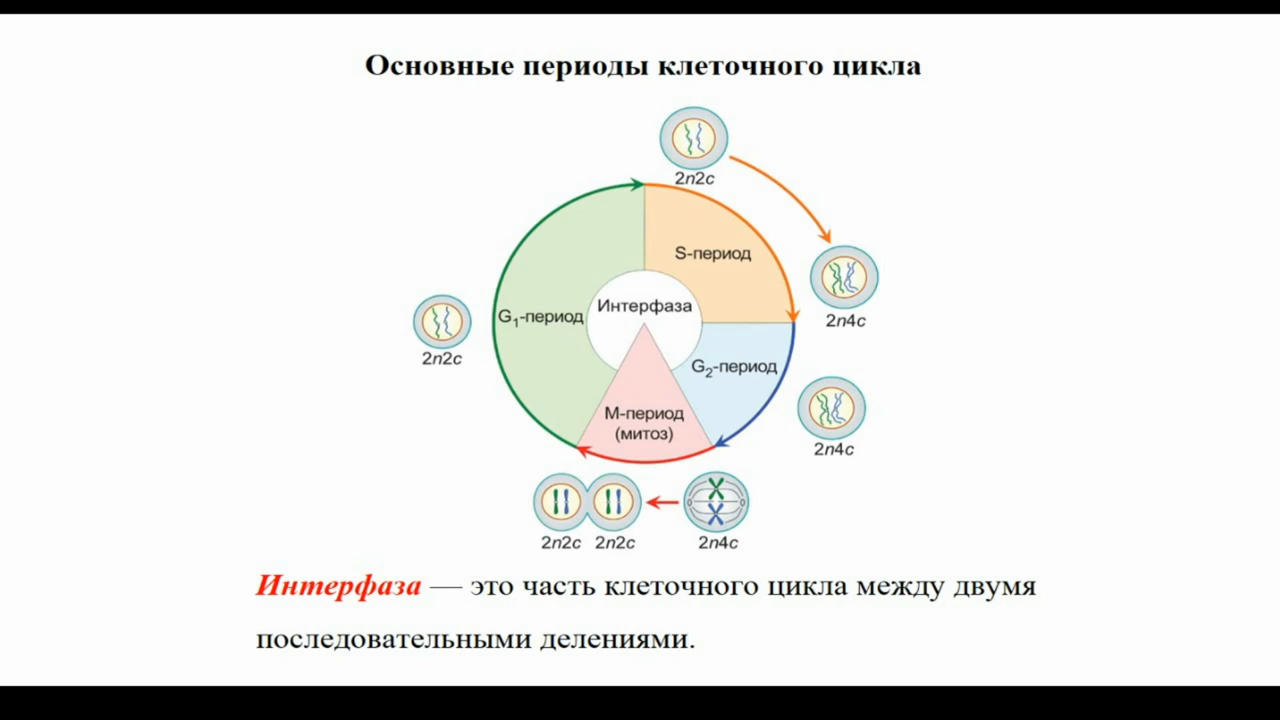 Основные периоды клеточного цикла
2n2c
S-период
2n4c
Интерфаза
G₁-период
2n2c
G₂-период
М-период
(митоз)
2n4c
2n2c 2n2c
2n4c
Интерфаза — это часть клеточного цикла между двумя
последовательными делениями.